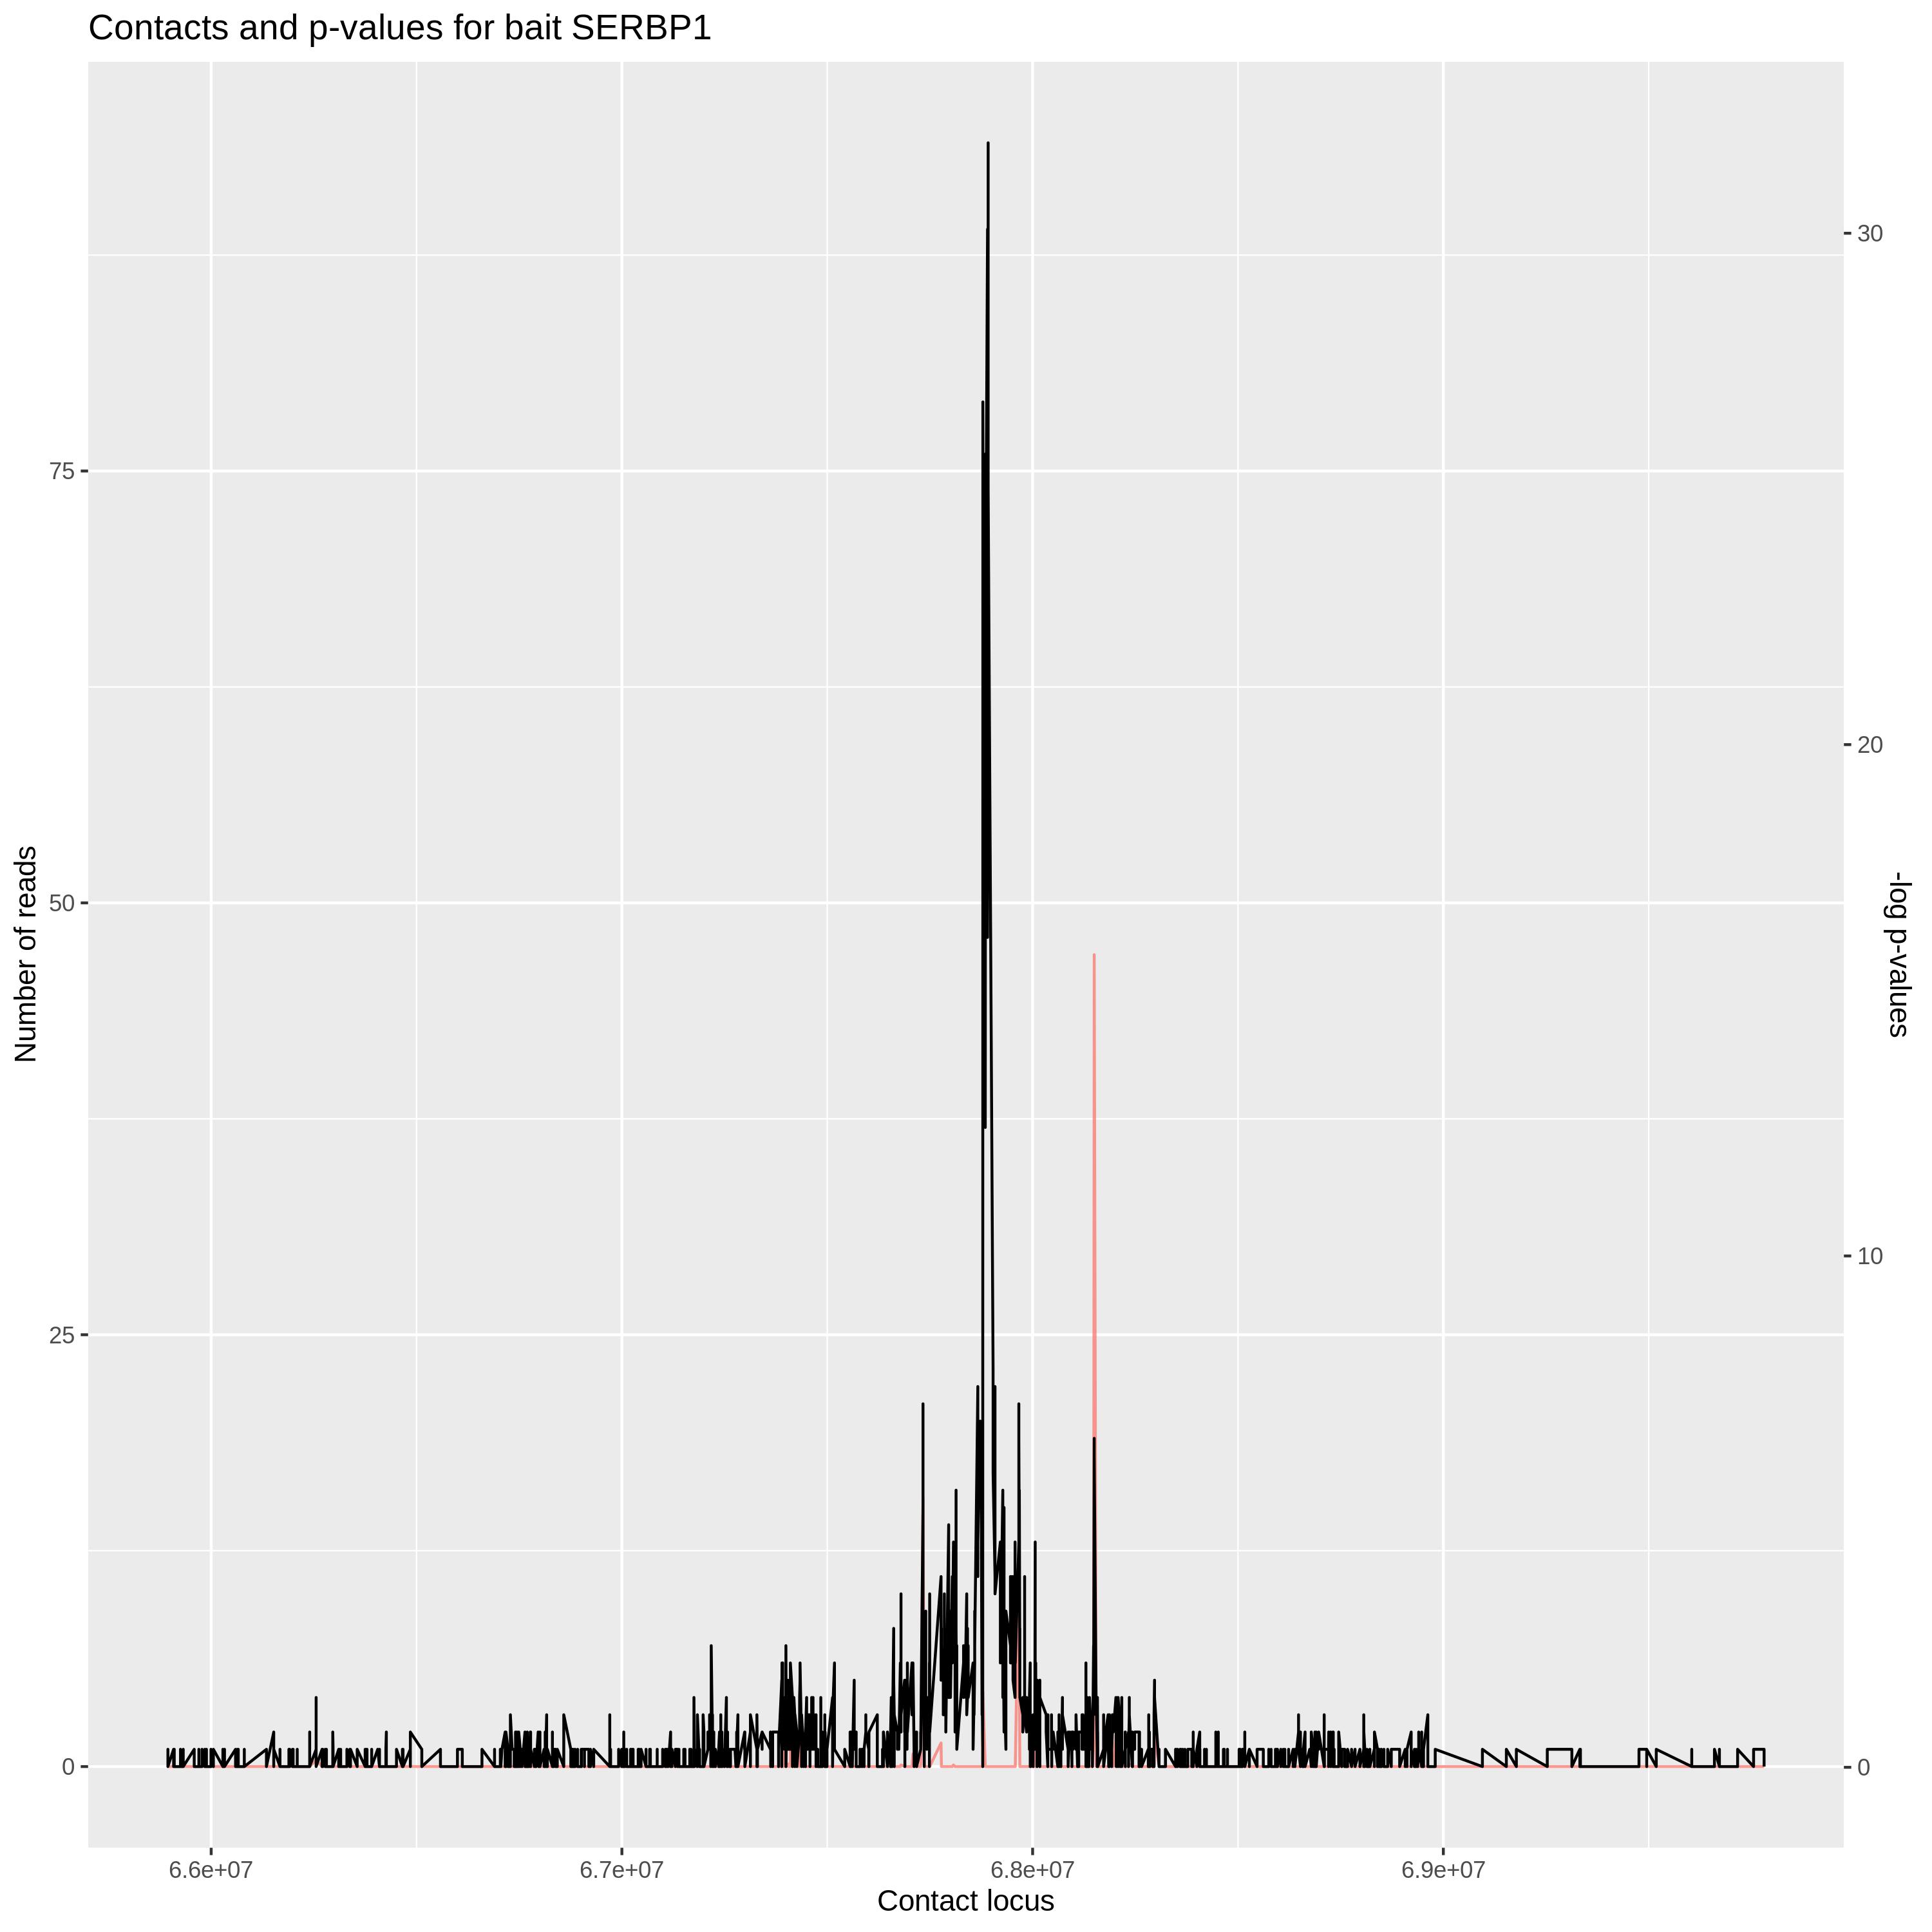 Contacts and p-values for bait SERBP1
30
75
20
50
Number of reads
-log p-values
10
25
0
0
6.6e+07 6.7e+07 6.8e+07 6.9e+07
Contact locus